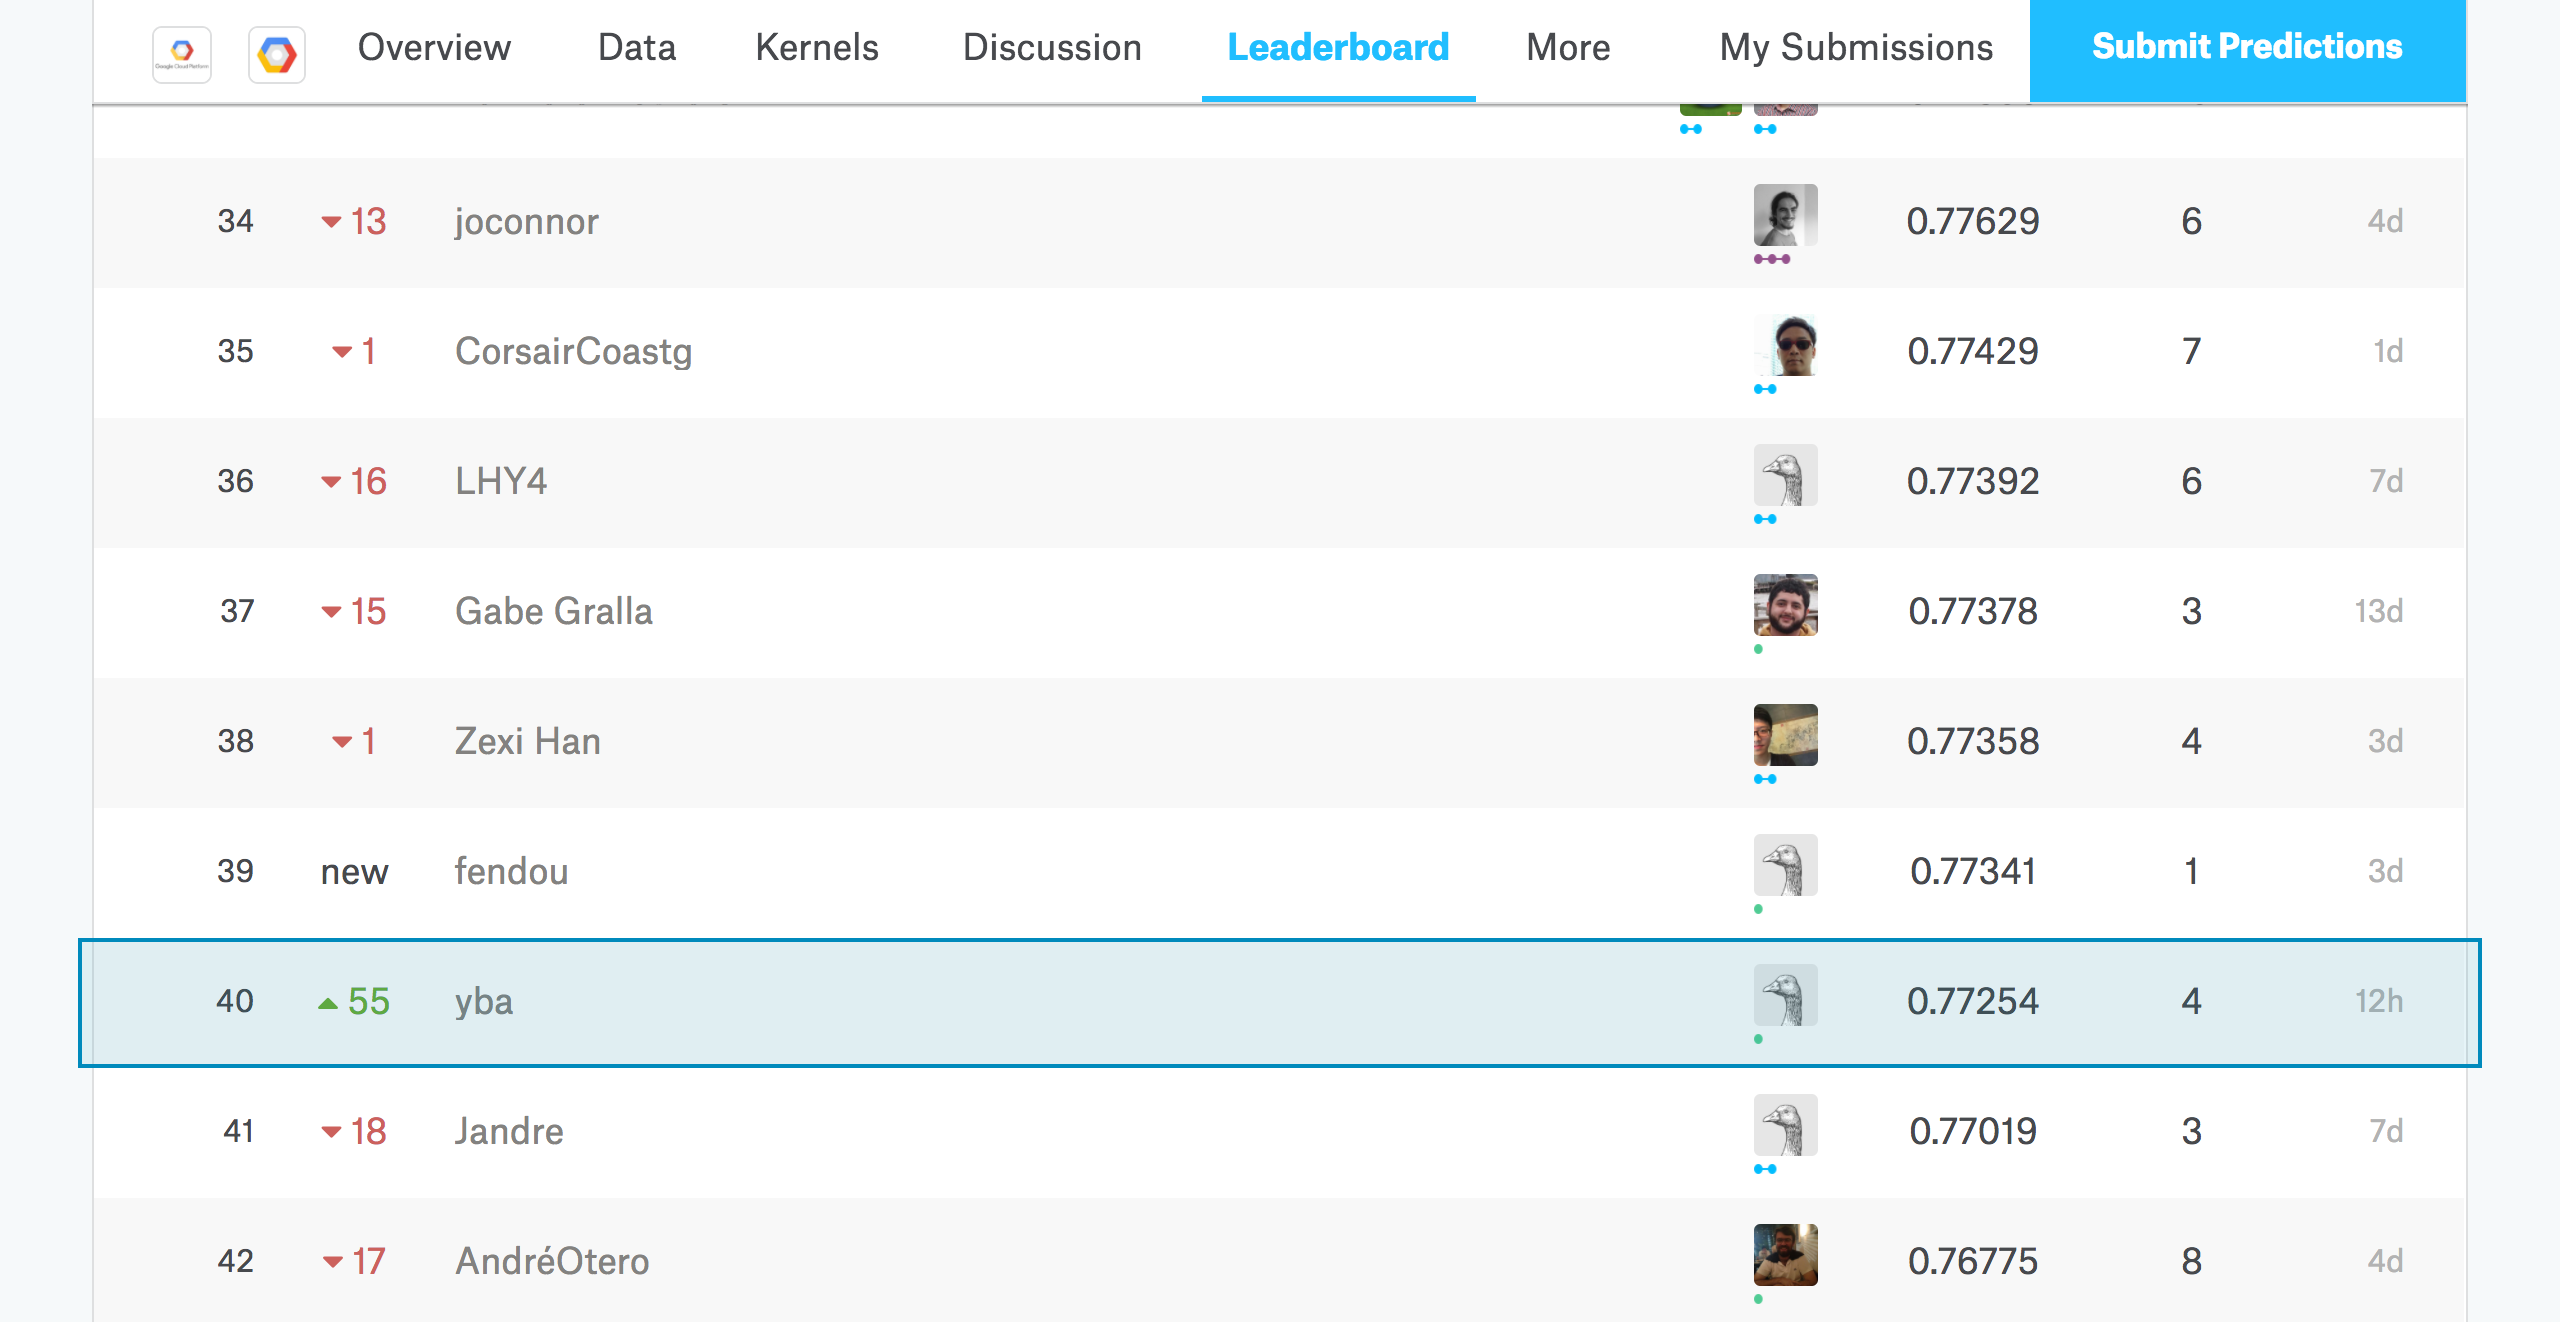 Google Cloud Platform
Overview Data Kernels Discussion Leaderboard More My Submissions Submit Predictions
34 13 joconnor 0.77629 6 4d
35 1 CorsairCoastg 0.77429 7 1d
36 16 LHY4 0.77392 6 7d
37 15 Gabe Gralla 0.77378 3 13d
38 1 Zexi Han 0.77358 4 3d
39 new fendou 0.77341 1 3d
40 55 yba 0.77254 4 12h
41 18 Jandre 0.77019 3 7d
42 17 AndréOtero 0.76775 8 4d